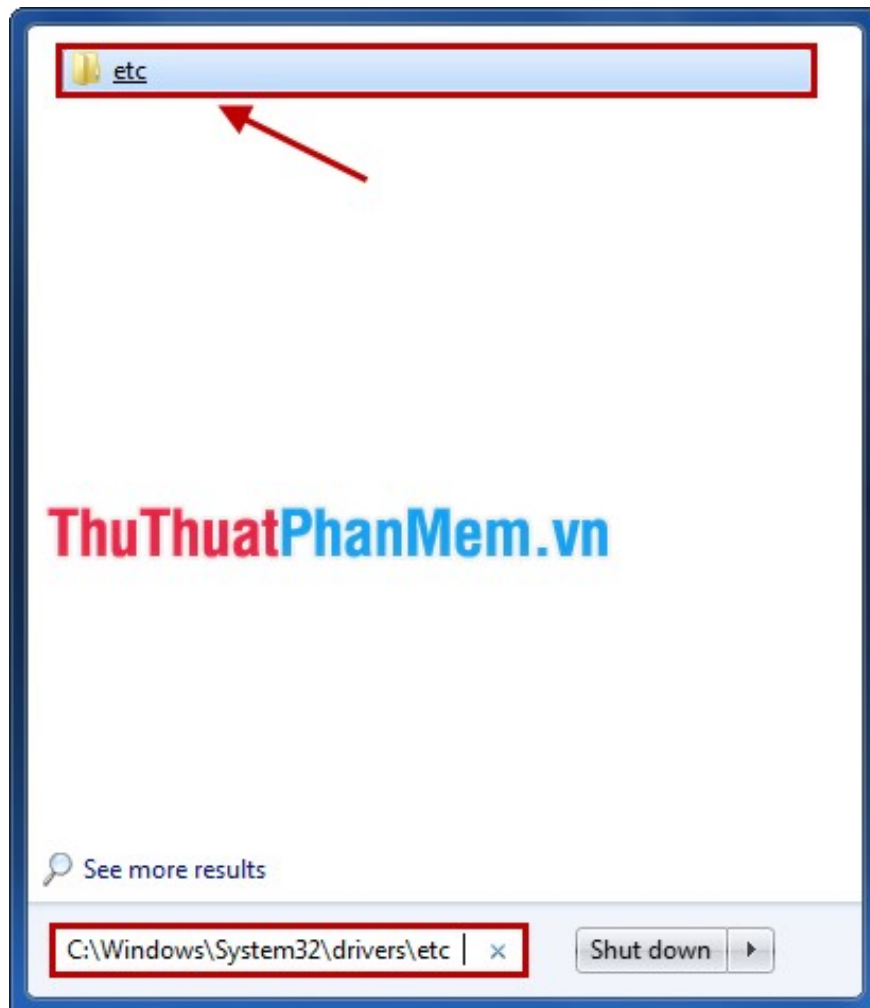 etc
ThuThuatPhanMem.vn
See more results
C:\Windows\System32\drivers\etc
Shut down